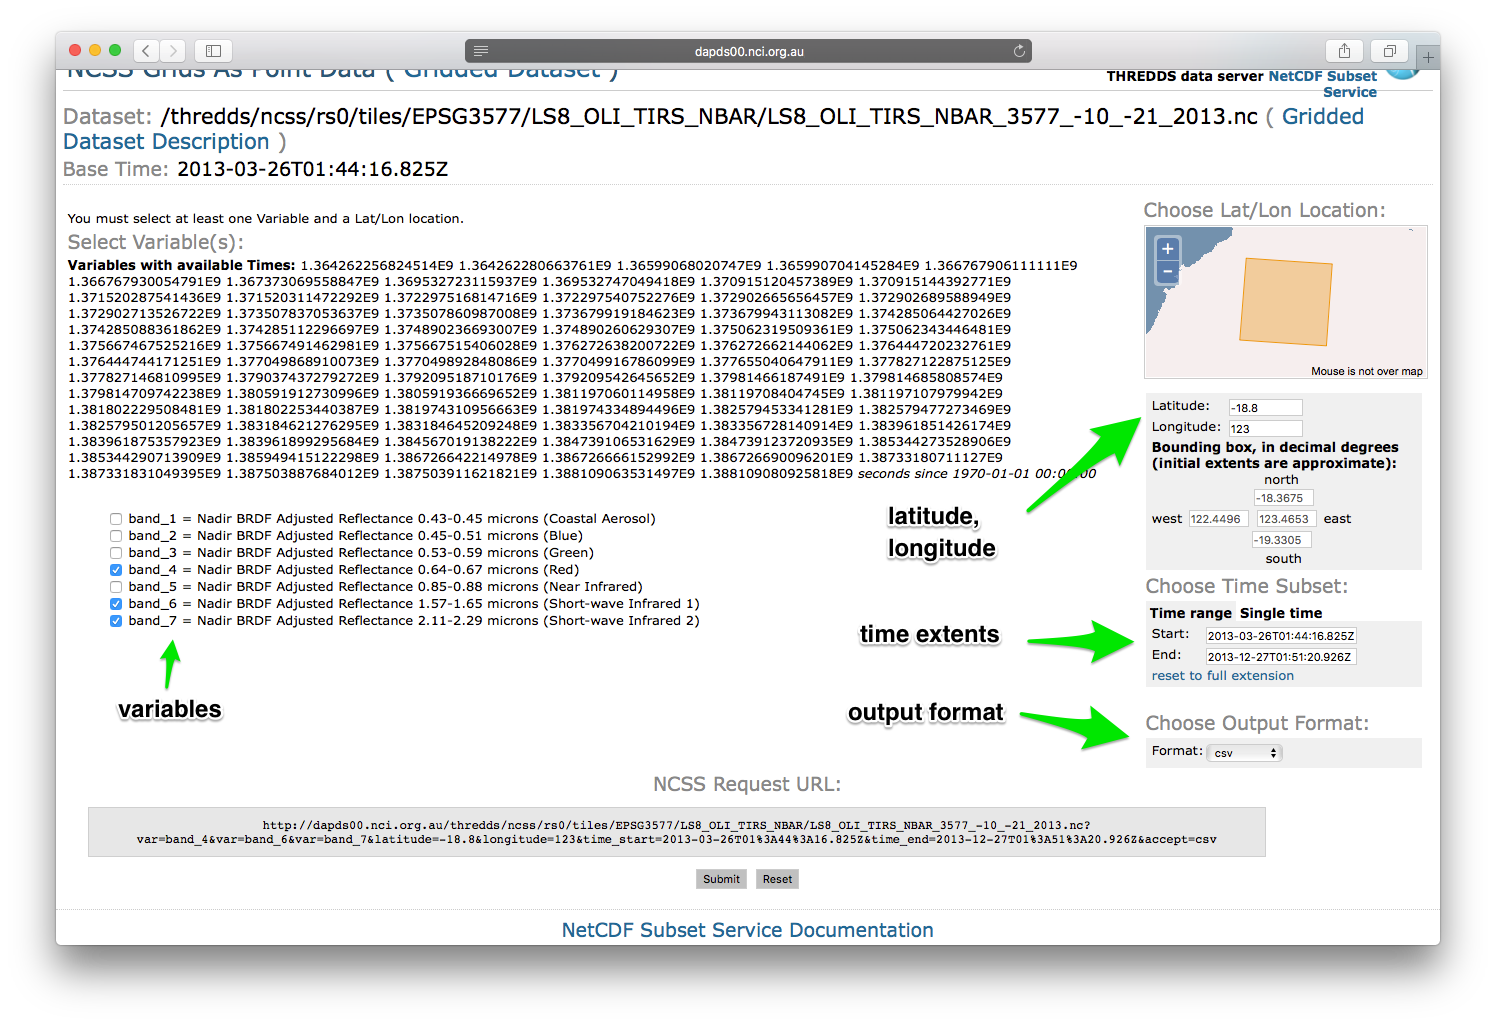 dapds00.nci.org.au
NCSS Grids As Point Data ( Gridded Dataset )
THREDDS data server NetCDF Subset
Service
Dataset: /thredds/ncss/rs0/tiles/EPSG3577/LS8_OLI_TIRS_NBAR/LS8_OLI_TIRS_NBAR_3577_-10_-21_2013.nc ( Gridded
Dataset Description )
Base Time: 2013-03-26T01:44:16.825Z
You must select at least one Variable and a Lat/Lon location.
Select Variable(s):
Variables with available Times: 1.364262256824514E9 1.364262280663761E9 1.36599068020747E9 1.365990704145284E9 1.366767906111111E9
1.366767930054791E9 1.367373069558847E9 1.369532723115937E9 1.369532747049418E9 1.370915120457389E9 1.370915144392771E9
1.371520287541436E9 1.371520311472292E9 1.372297516814716E9 1.372297540752276E9 1.372902665656457E9 1.372902689588949E9
1.372902713526722E9 1.373507837053637E9 1.373507860987008E9 1.373679919184623E9 1.373679943113082E9 1.374285064427026E9
1.374285088361862E9 1.374285112296697E9 1.374890236693007E9 1.374890260629307E9 1.375062319509361E9 1.375062343446481E9
1.375667467525216E9 1.375667491462981E9 1.375667515406028E9 1.376272638200722E9 1.376272662144062E9 1.376444720232761E9
1.376444744171251E9 1.377049868910073E9 1.377049892848086E9 1.377049916786099E9 1.377655040647911E9 1.377827122875125E9
1.377827146810995E9 1.379037437279272E9 1.379209518710176E9 1.379209542645652E9 1.37981466187491E9 1.379814685808574E9
1.379814709742238E9 1.380591912730996E9 1.380591936669652E9 1.381197060114958E9 1.38119708404745E9 1.381197107979942E9
1.381802229508481E9 1.381802253440387E9 1.381974310956663E9 1.381974334894496E9 1.382579453341281E9 1.382579477273469E9
1.382579501205657E9 1.383184621276295E9 1.383184645209248E9 1.383356704210194E9 1.383356728140914E9 1.383961851426174E9
1.383961875357923E9 1.383961899295684E9 1.384567019138222E9 1.384739106531629E9 1.384739123720935E9 1.385344273528906E9
1.385344290713909E9 1.385949415122298E9 1.386726642214978E9 1.386726666152992E9 1.386726690096201E9 1.38733180711127E9
1.387331831049395E9 1.387503887684012E9 1.387503911621821E9 1.388109063531497E9 1.388109080925818E9 seconds since 1970-01-01 00:00:00
band_1 = Nadir BRDF Adjusted Reflectance 0.43-0.45 microns (Coastal Aerosol)
band_2 = Nadir BRDF Adjusted Reflectance 0.45-0.51 microns (Blue)
band_3 = Nadir BRDF Adjusted Reflectance 0.53-0.59 microns (Green)
band_4 = Nadir BRDF Adjusted Reflectance 0.64-0.67 microns (Red)
band_5 = Nadir BRDF Adjusted Reflectance 0.85-0.88 microns (Near Infrared)
band_6 = Nadir BRDF Adjusted Reflectance 1.57-1.65 microns (Short-wave Infrared 1)
band_7 = Nadir BRDF Adjusted Reflectance 2.11-2.29 microns (Short-wave Infrared 2)
variables
latitude,
longitude
time extents
output format
Choose Lat/Lon Location:
+
−
Mouse is not over map
Latitude: -18.8
Longitude: 123
Bounding box, in decimal degrees
(initial extents are approximate):
north
-18.3675
west 122.4496 123.4653 east
-19.3305
south
Choose Time Subset:
Time range Single time
Start: 2013-03-26T01:44:16.825Z
End: 2013-12-27T01:51:20.926Z
reset to full extension
Choose Output Format:
Format: csv
NCSS Request URL:
http://dapds00.nci.org.au/thredds/ncss/rs0/tiles/EPSG3577/LS8_OLI_TIRS_NBAR/LS8_OLI_TIRS_NBAR_3577_-10_-21_2013.nc?
var=band_4&var=band_6&var=band_7&latitude=-18.8&longitude=123&time_start=2013-03-26T01%3A44%3A16.825Z&time_end=2013-12-27T01%3A51%3A20.926Z&accept=csv
Submit Reset
NetCDF Subset Service Documentation